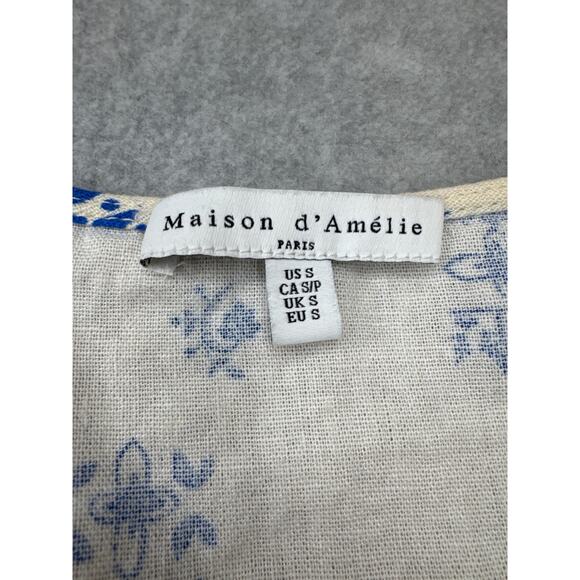 Maison d'Amélie
PARIS
US S
CA S/P
UK S
EU S